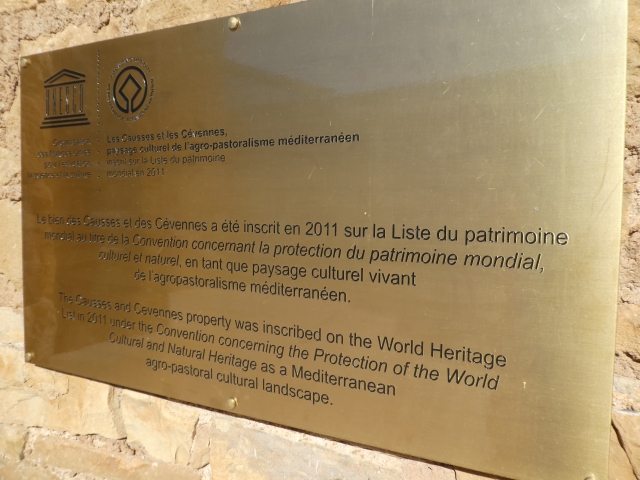 Les Causses et les Cévennes,
paysage culturel de l'agro-pastoralisme méditerranéen
inscrit sur la Liste du patrimoine
mondial en 2011
Le bien des Causses et des Cévennes a été inscrit en 2011 sur la Liste du patrimoine
mondial au titre de la Convention concernant la protection du patrimoine mondial,
culturel et naturel, en tant que paysage culturel vivant
de l'agropastoralisme méditerranéen.
The Causses and Cevennes property was inscribed on the World Heritage
List in 2011 under the Convention concerning the Protection of the World
Cultural and Natural Heritage as a Mediterranean
agro-pastoral cultural landscape.